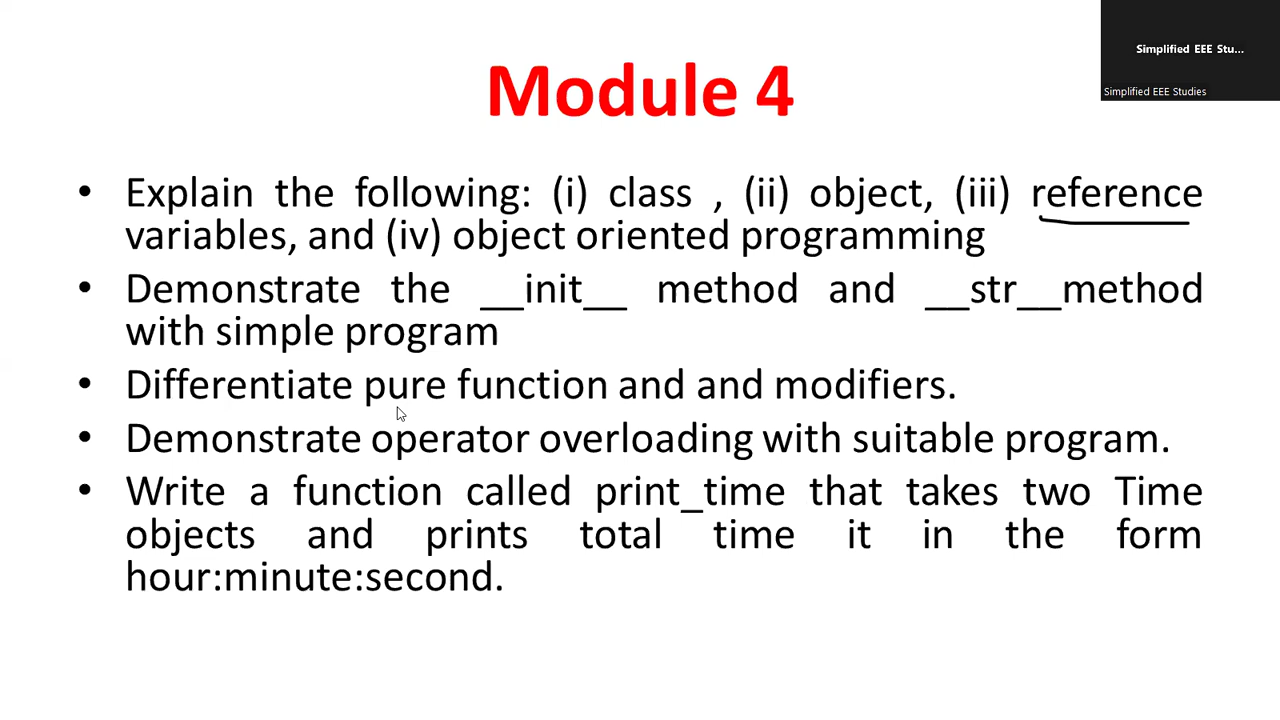 Simplified EEE Stu...
Simplified EEE Studies
Module 4
• Explain the following: (i) class , (ii) object, (iii) reference
variables, and (iv) object oriented programming
• Demonstrate the __init__ method and __str__method
with simple program
• Differentiate pure function and and modifiers.
• Demonstrate operator overloading with suitable program.
• Write a function called print_time that takes two Time
objects and prints total time it in the form
hour:minute:second.